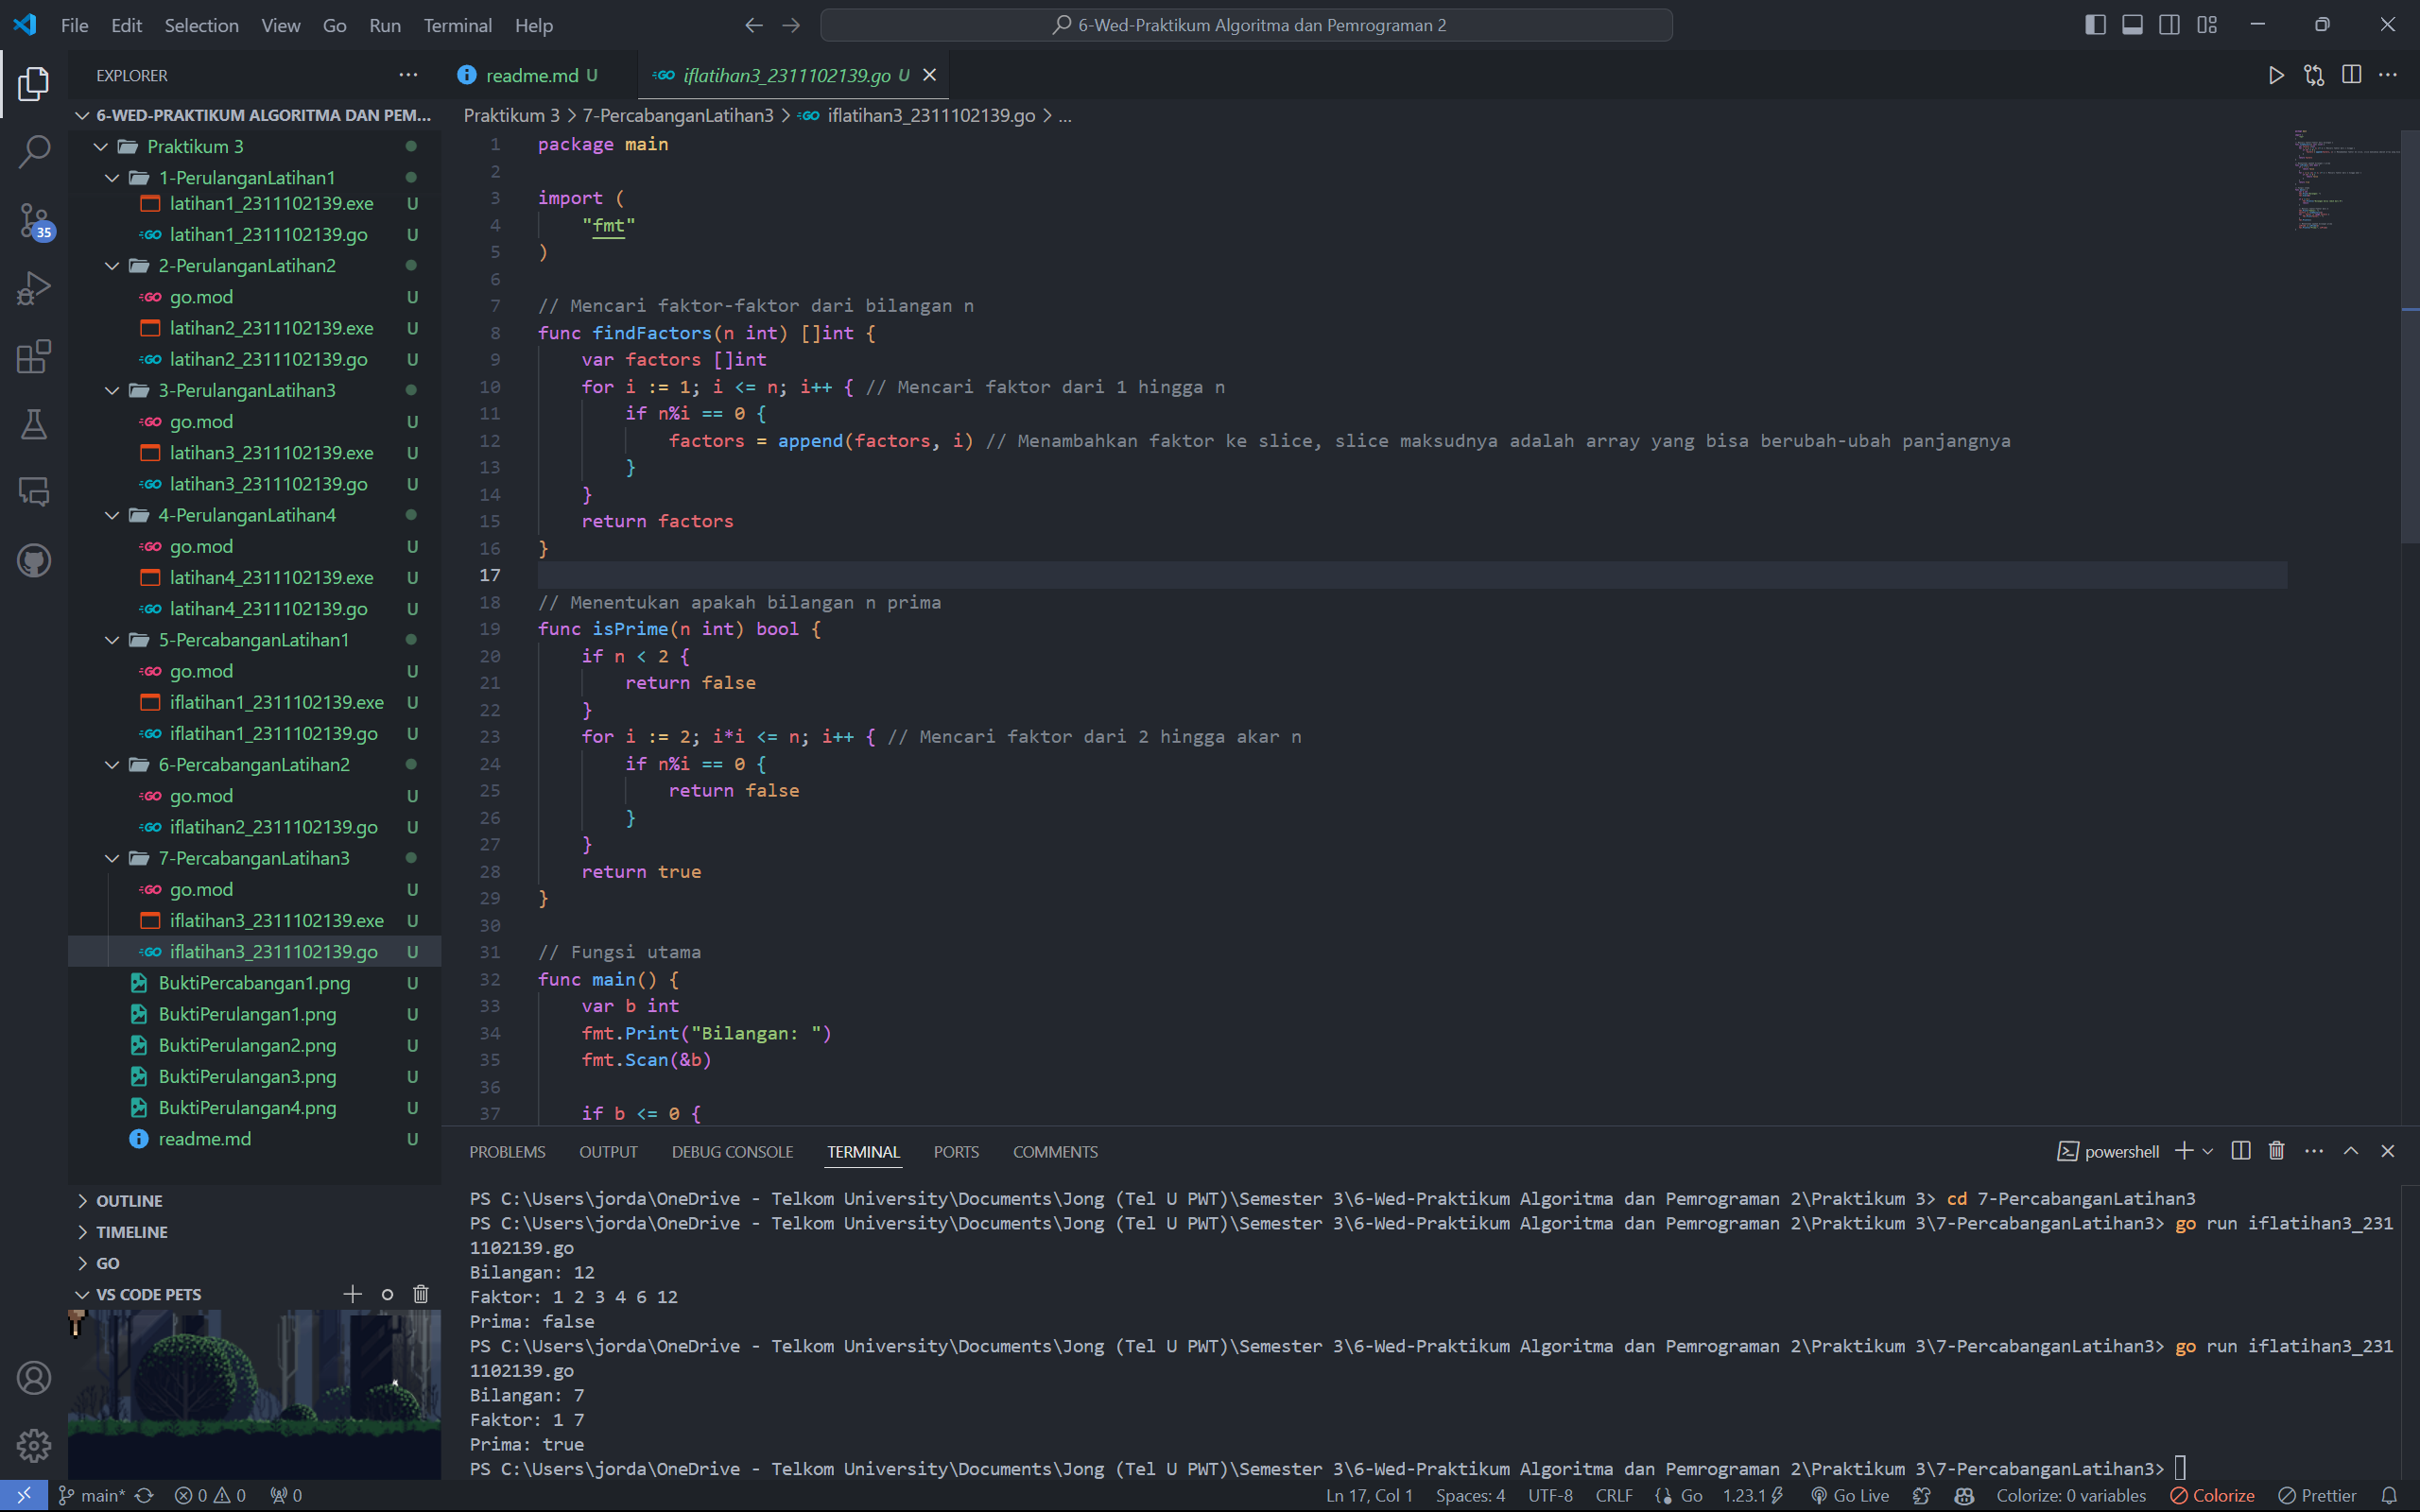 File Edit Selection View Go Run Terminal Help
6-Wed-Praktikum Algoritma dan Pemrograman 2
EXPLORER
6-WED-PRAKTIKUM ALGORITMA DAN PEM...
Praktikum 3
1-PerulanganLatihan1
latihan1_2311102139.exe U
latihan1_2311102139.go U
2-PerulanganLatihan2
go.mod U
latihan2_2311102139.exe U
latihan2_2311102139.go U
3-PerulanganLatihan3
go.mod U
latihan3_2311102139.exe U
latihan3_2311102139.go U
4-PerulanganLatihan4
go.mod U
latihan4_2311102139.exe U
latihan4_2311102139.go U
5-PercabanganLatihan1
go.mod U
iflatihan1_2311102139.exe U
iflatihan1_2311102139.go U
6-PercabanganLatihan2
go.mod U
iflatihan2_2311102139.go U
7-PercabanganLatihan3
go.mod U
iflatihan3_2311102139.exe U
iflatihan3_2311102139.go U
BuktiPercabangan1.png U
BuktiPerulangan1.png U
BuktiPerulangan2.png U
BuktiPerulangan3.png U
BuktiPerulangan4.png U
readme.md U
OUTLINE
TIMELINE
GO
VS CODE PETS
35
readme.md U
iflatihan3_2311102139.go U
Praktikum 3 > 7-PercabanganLatihan3 > iflatihan3_2311102139.go > ...
1 package main
2
3 import (
4 "fmt"
5 )
6
7 // Mencari faktor-faktor dari bilangan n
8 func findFactors(n int) []int {
9 var factors []int
10 for i := 1; i <= n; i++ { // Mencari faktor dari 1 hingga n
11 if n%i == 0 {
12 factors = append(factors, i) // Menambahkan faktor ke slice, slice maksudnya adalah array yang bisa berubah-ubah panjangnya
13 }
14 }
15 return factors
16 }
17
18 // Menentukan apakah bilangan n prima
19 func isPrime(n int) bool {
20 if n < 2 {
21 return false
22 }
23 for i := 2; i*i <= n; i++ { // Mencari faktor dari 2 hingga akar n
24 if n%i == 0 {
25 return false
26 }
27 }
28 return true
29 }
30
31 // Fungsi utama
32 func main() {
33 var b int
34 fmt.Print("Bilangan: ")
35 fmt.Scan(&b)
36
37 if b <= 0 {
PROBLEMS OUTPUT DEBUG CONSOLE TERMINAL PORTS COMMENTS
powershell
PS C:\Users\jorda\OneDrive - Telkom University\Documents\Jong (Tel U PWT)\Semester 3\6-Wed-Praktikum Algoritma dan Pemrograman 2\Praktikum 3> cd 7-PercabanganLatihan3
PS C:\Users\jorda\OneDrive - Telkom University\Documents\Jong (Tel U PWT)\Semester 3\6-Wed-Praktikum Algoritma dan Pemrograman 2\Praktikum 3\7-PercabanganLatihan3> go run iflatihan3_231
1102139.go
Bilangan: 12
Faktor: 1 2 3 4 6 12
Prima: false
PS C:\Users\jorda\OneDrive - Telkom University\Documents\Jong (Tel U PWT)\Semester 3\6-Wed-Praktikum Algoritma dan Pemrograman 2\Praktikum 3\7-PercabanganLatihan3> go run iflatihan3_231
1102139.go
Bilangan: 7
Faktor: 1 7
Prima: true
PS C:\Users\jorda\OneDrive - Telkom University\Documents\Jong (Tel U PWT)\Semester 3\6-Wed-Praktikum Algoritma dan Pemrograman 2\Praktikum 3\7-PercabanganLatihan3>
main* 0 0 0 Ln 17, Col 1 Spaces: 4 UTF-8 CRLF Go 1.23.1 Go Live Colorize: 0 variables Colorize Prettier